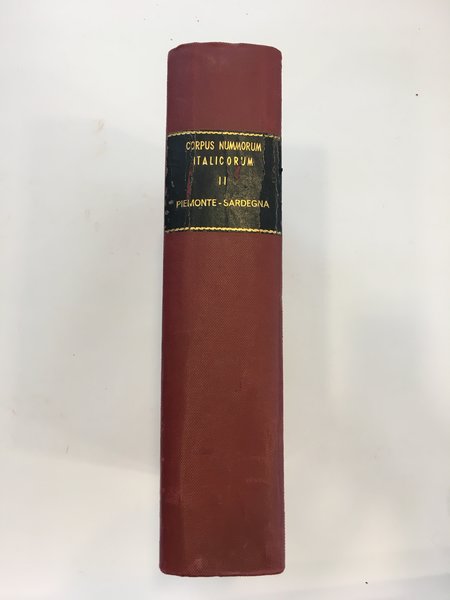 CORPUS NUMMORUM
ITALICORUM
II
PIEMONTE - SARDEGNA